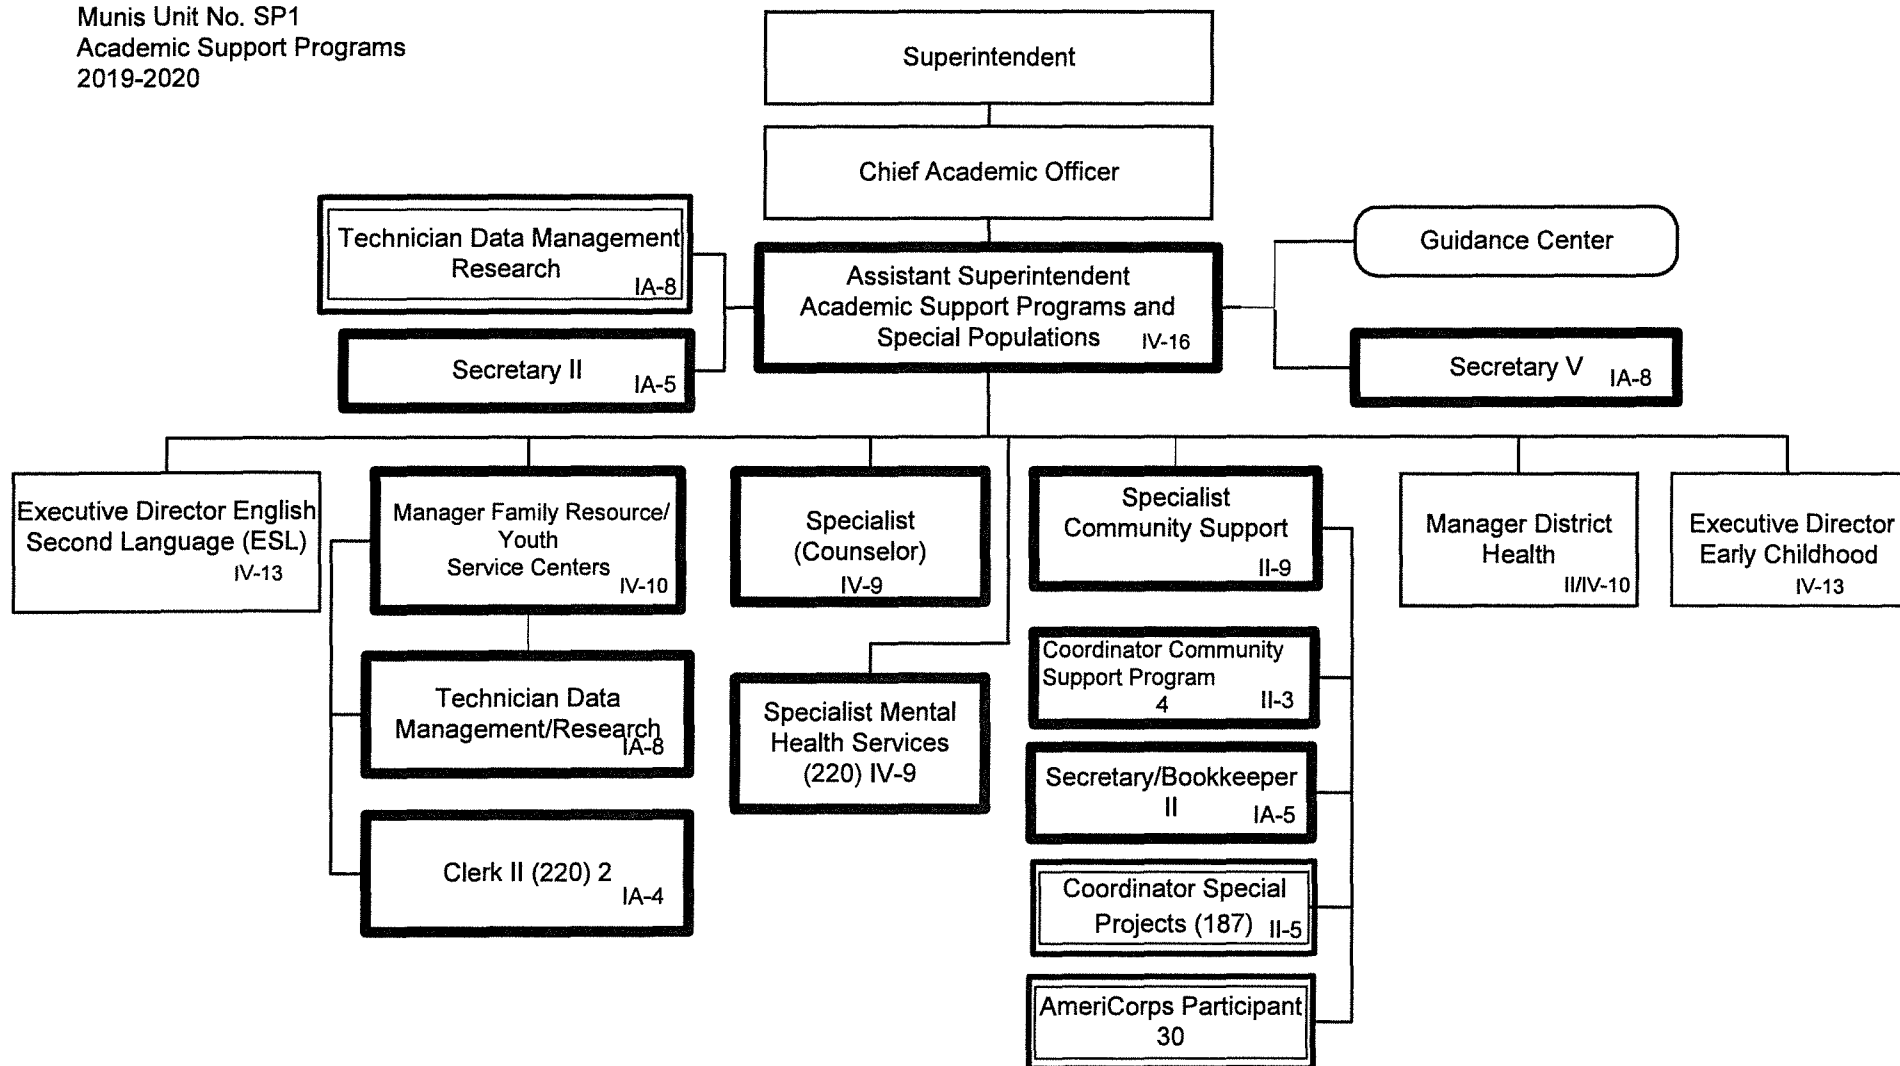 Munis Unit No. SP1
Academic Support Programs
2019-2020
Superintendent
Chief Academic Officer
Technician Data Management
Research
IA-8
Secretary II
IA-5
Assistant Superintendent
Academic Support Programs and
Special Populations
IV-16
Guidance Center
Secretary V
IA-8
Executive Director English
Second Language (ESL)
IV-13
Manager Family Resource/
Youth
Service Centers
IV-10
Technician Data
Management/Research
IA-8
Clerk II (220) 2
IA-4
Specialist
(Counselor)
IV-9
Specialist Mental
Health Services
(220) IV-9
Specialist
Community Support
II-9
Coordinator Community
Support Program
4 II-3
Secretary/Bookkeeper
II
IA-5
Coordinator Special
Projects (187) II-5
AmeriCorps Participant
30
Manager District
Health
II/IV-10
Executive Director
Early Childhood
IV-13